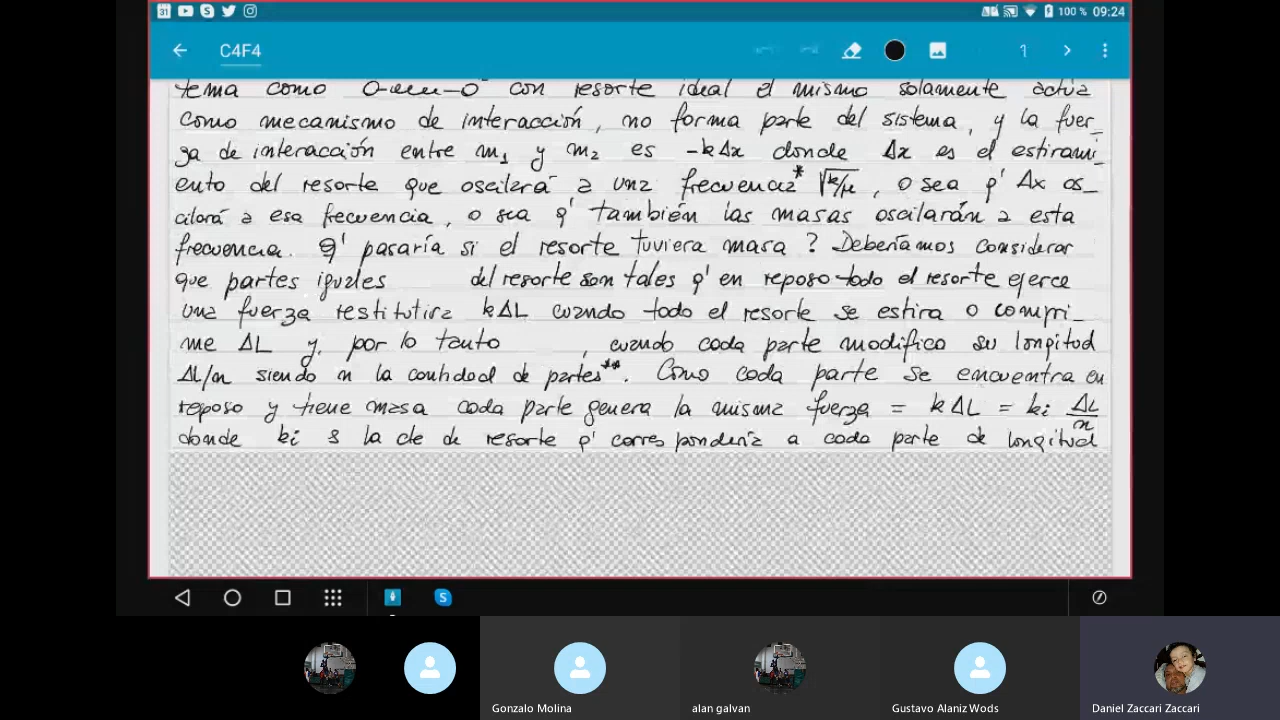 31
100 % 09:24
C4F4
1
tema como o-eee-o con resorte ideal el mismo solamente actúa
como mecanismo de interacción, no forma parte del sistema, y la fuer_
za de interacción entre m₁ y m₂ es -kΔx donde Δx es el estirami_
ento del resorte que oscilará a una frecuencia* √k/μ, o sea q' Δx os_
cilará a esa frecuencia, o sea q' también las masas oscilarán a esta
frecuencia. q' pasaría si el resorte tuviera masa? Deberíamos considerar
que partes iguales del resorte son tales q' en reposo todo el resorte ejerce
una fuerza restitutiva kΔL cuando todo el resorte se estira o compri_
me ΔL y, por lo tanto , cuando cada parte modifica su longitud
ΔL/n siendo n la cantidad de partes**. Como cada parte se encuentra en
reposo y tiene masa cada parte genera la misma fuerza = kΔL = ki ΔL/n
donde ki s la cte de resorte q' correspondería a cada parte de longitud
Gonzalo Molina
alan galvan
Gustavo Alaniz Wods
Daniel Zaccari Zaccari